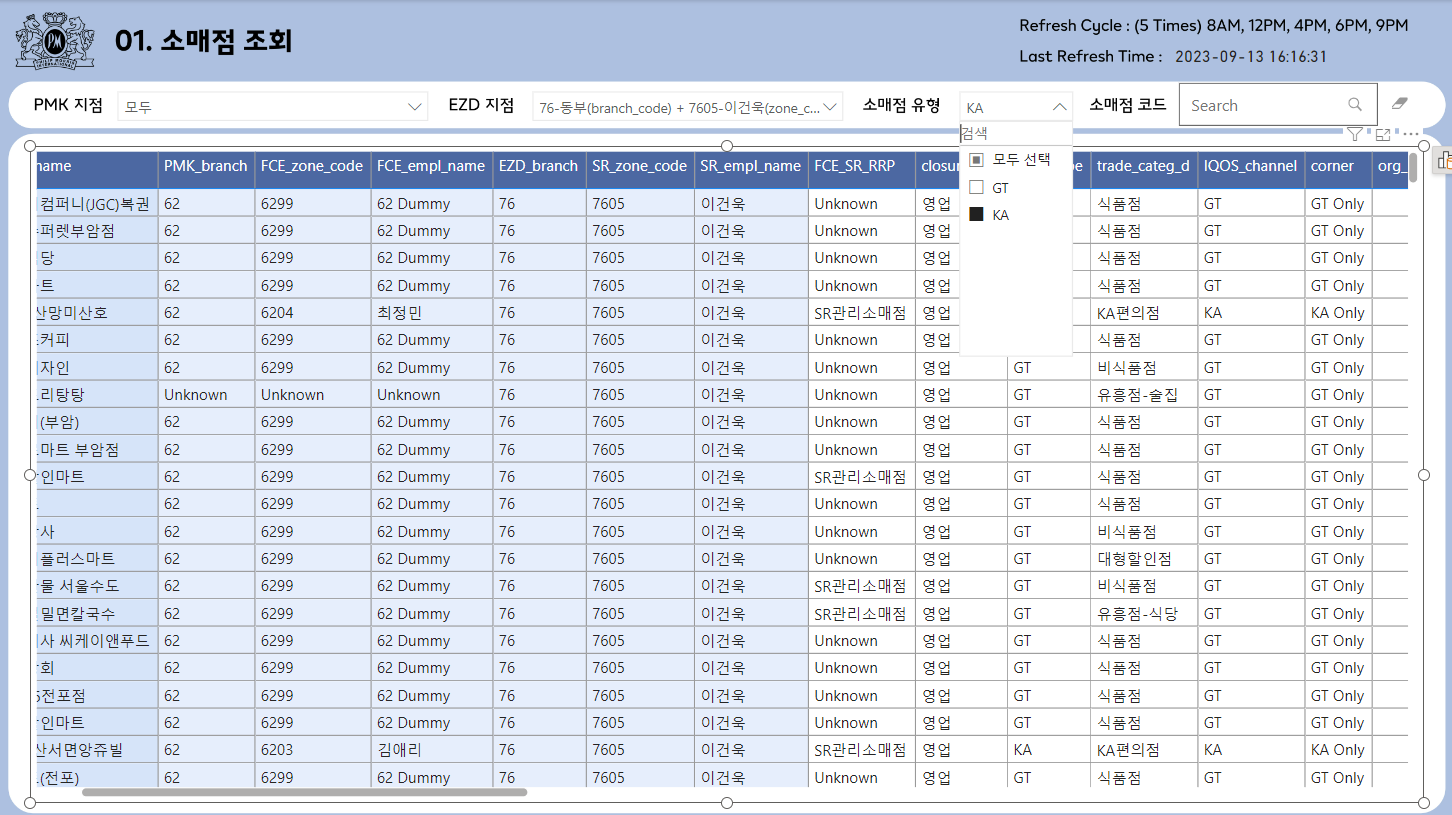 01. 소매점 조회
Refresh Cycle : (5 Times) 8AM, 12PM, 4PM, 6PM, 9PM
Last Refresh Time : 2023-09-13 16:16:31
PMK 지점 모두 EZD 지점 76-동부(branch_code) + 7605-이건욱(zone_c... 소매점 유형 KA 소매점 코드 Search
검색
모두 선택
GT
KA
name PMK_branch FCE_zone_code FCE_empl_name EZD_branch SR_zone_code SR_empl_name FCE_SR_RRP closu trade_categ_d IQOS_channel corner org_
컴퍼니(JGC)복권 62 6299 62 Dummy 76 7605 이건욱 Unknown 영업 식품점 GT GT Only
퍼렛부암점 62 6299 62 Dummy 76 7605 이건욱 Unknown 영업 식품점 GT GT Only
당 62 6299 62 Dummy 76 7605 이건욱 Unknown 영업 식품점 GT GT Only
트 62 6299 62 Dummy 76 7605 이건욱 Unknown 영업 식품점 GT GT Only
산망미산호 62 6204 최정민 76 7605 이건욱 SR관리소매점 영업 KA편의점 KA KA Only
커피 62 6299 62 Dummy 76 7605 이건욱 Unknown 영업 식품점 GT GT Only
자인 62 6299 62 Dummy 76 7605 이건욱 Unknown 영업 GT 비식품점 GT GT Only
리탕탕 Unknown Unknown Unknown 76 7605 이건욱 Unknown 영업 GT 유흥점-술집 GT GT Only
(부암) 62 6299 62 Dummy 76 7605 이건욱 Unknown 영업 GT 식품점 GT GT Only
마트 부암점 62 6299 62 Dummy 76 7605 이건욱 Unknown 영업 GT 식품점 GT GT Only
인마트 62 6299 62 Dummy 76 7605 이건욱 SR관리소매점 영업 GT 식품점 GT GT Only
62 6299 62 Dummy 76 7605 이건욱 Unknown 영업 GT 식품점 GT GT Only
사 62 6299 62 Dummy 76 7605 이건욱 Unknown 영업 GT 비식품점 GT GT Only
플러스마트 62 6299 62 Dummy 76 7605 이건욱 Unknown 영업 GT 대형할인점 GT GT Only
물 서울수도 62 6299 62 Dummy 76 7605 이건욱 SR관리소매점 영업 GT 비식품점 GT GT Only
밀면칼국수 62 6299 62 Dummy 76 7605 이건욱 SR관리소매점 영업 GT 유흥점-식당 GT GT Only
사 씨케이앤푸드 62 6299 62 Dummy 76 7605 이건욱 Unknown 영업 GT 식품점 GT GT Only
회 62 6299 62 Dummy 76 7605 이건욱 Unknown 영업 GT 식품점 GT GT Only
5전포점 62 6299 62 Dummy 76 7605 이건욱 Unknown 영업 GT 식품점 GT GT Only
인마트 62 6299 62 Dummy 76 7605 이건욱 Unknown 영업 GT 식품점 GT GT Only
산서면앙쥬빌 62 6203 김애리 76 7605 이건욱 SR관리소매점 영업 KA KA편의점 KA KA Only
(전포) 62 6299 62 Dummy 76 7605 이건욱 Unknown 영업 GT 식품점 GT GT Only